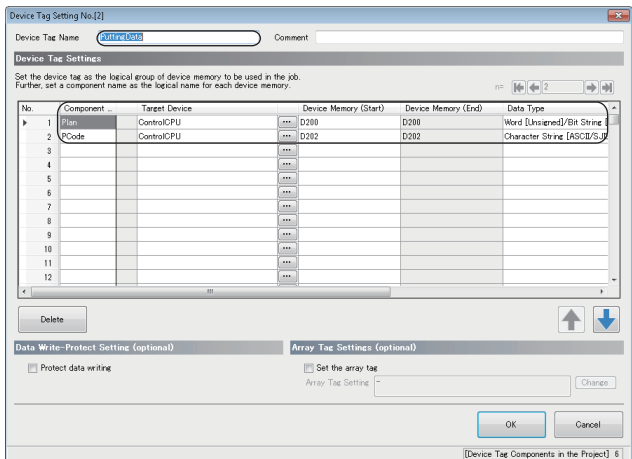 Device Tag Setting No.[2]
Device Tag Name PuttingData Comment
Device Tag Settings
Set the device tag as the logical group of device memory to be used in the job.
Further, set a component name as the logical name for each device memory.
n= 2
No. Component ... Target Device Device Memory (Start) Device Memory (End) Data Type
1 Plan ControlCPU ... D200 D200 Word [Unsigned]/Bit String [
2 PCode ControlCPU ... D202 D202 Character String [ASCII/SJI
3 ...
4 ...
5 ...
6 ...
7 ...
8 ...
9 ...
10 ...
11 ...
12 ...
Delete
Data Write-Protect Setting (optional) Array Tag Settings (optional)
Protect data writing Set the array tag
Array Tag Setting - Change
OK Cancel
[Device Tag Components in the Project] 6